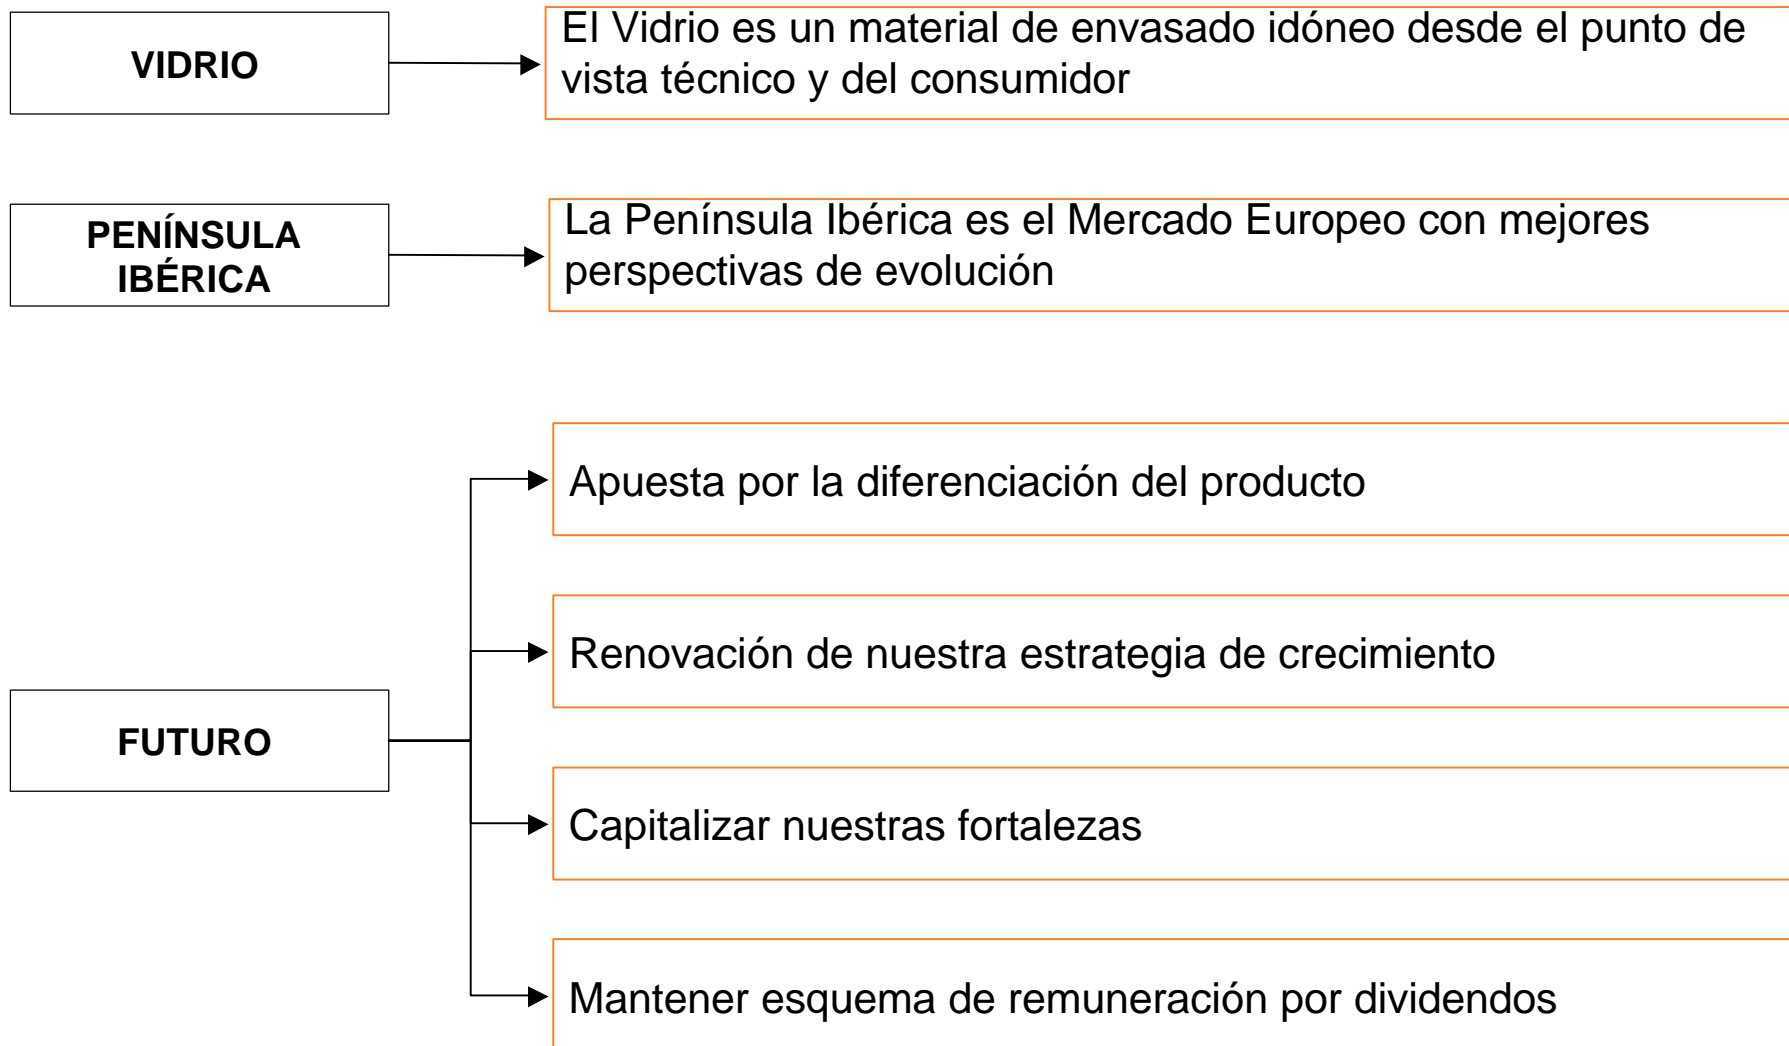 VIDRIO
El Vidrio es un material de envasado idóneo desde el punto de
vista técnico y del consumidor
PENÍNSULA
IBÉRICA
La Península Ibérica es el Mercado Europeo con mejores
perspectivas de evolución
FUTURO
Apuesta por la diferenciación del producto
Renovación de nuestra estrategia de crecimiento
Capitalizar nuestras fortalezas
Mantener esquema de remuneración por dividendos